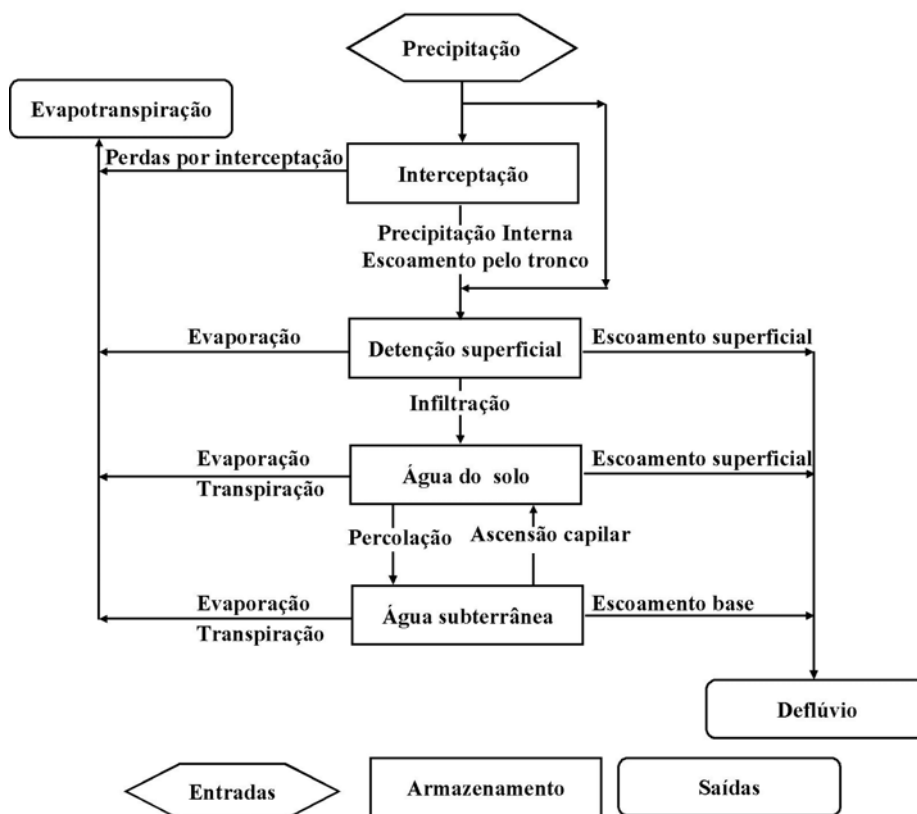 Precipitação
Evapotranspiração
Perdas por interceptação
Interceptação
Precipitação Interna
Escoamento pelo tronco
Evaporação
Detenção superficial
Escoamento superficial
Infiltração
Evaporação
Transpiração
Água do solo
Escoamento superficial
Percolação
Ascensão capilar
Evaporação
Transpiração
Água subterrânea
Escoamento base
Deflúvio
Entradas
Armazenamento
Saídas